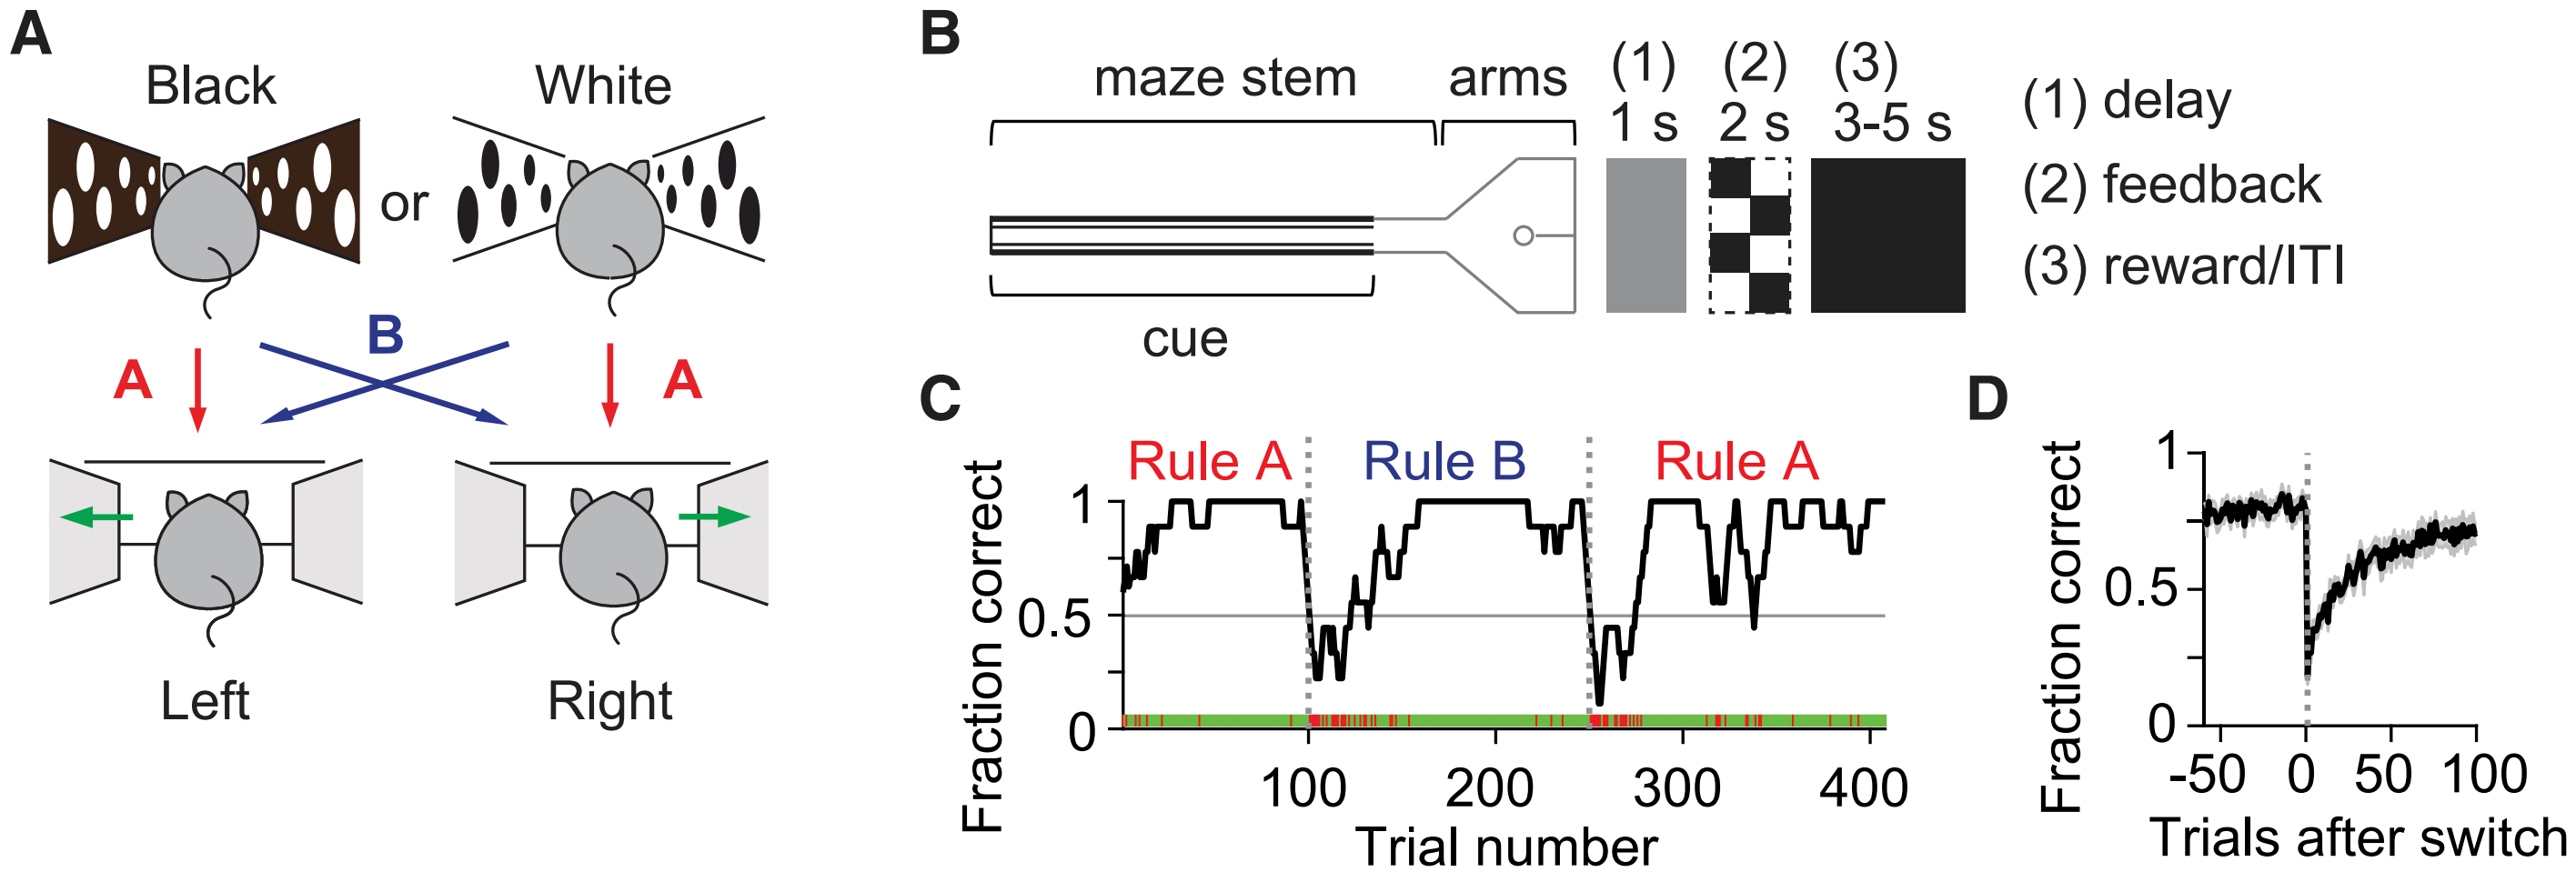 A
Black
White
or
A
B
A
Left
Right
B
maze stem
arms
(1)
(2)
(3)
1 s
2 s
3-5 s
cue
(1) delay
(2) feedback
(3) reward/ITI
C
Rule A
Rule B
Rule A
Fraction correct
1
0.5
0
100
200
300
400
Trial number
D
Fraction correct
1
0.5
0
-50
0
50
100
Trials after switch